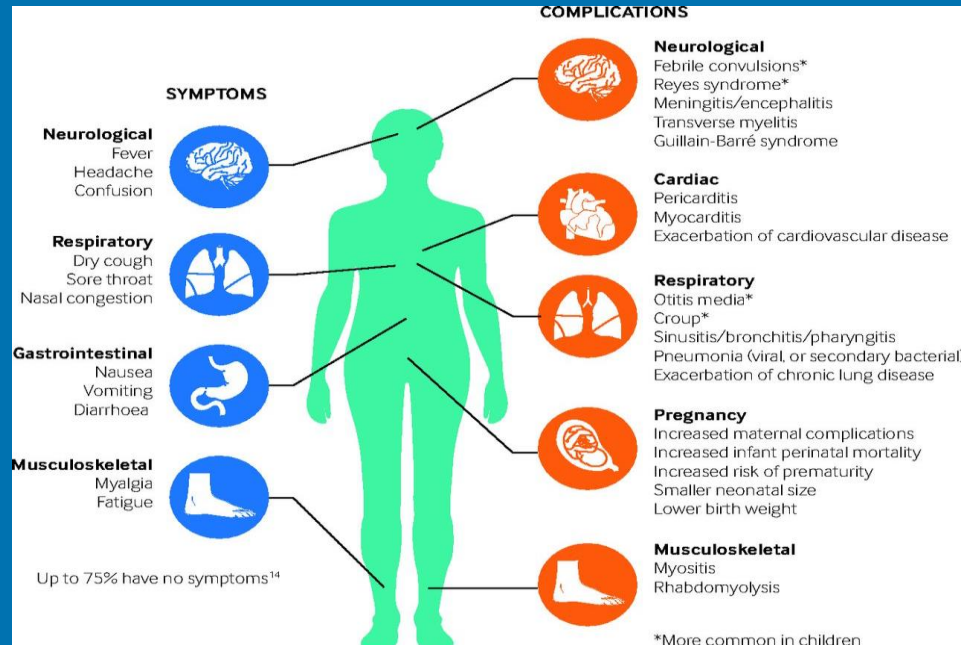 SYMPTOMS
Neurological
Fever
Headache
Confusion
Respiratory
Dry cough
Sore throat
Nasal congestion
Gastrointestinal
Nausea
Vomiting
Diarrhoea
Musculoskeletal
Myalgia
Fatigue
Up to 75% have no symptoms¹⁴
COMPLICATIONS
Neurological
Febrile convulsions*
Reyes syndrome*
Meningitis/encephalitis
Transverse myelitis
Guillain-Barré syndrome
Cardiac
Pericarditis
Myocarditis
Exacerbation of cardiovascular disease
Respiratory
Otitis media*
Croup*
Sinusitis/bronchitis/pharyngitis
Pneumonia (viral, or secondary bacterial)
Exacerbation of chronic lung disease
Pregnancy
Increased maternal complications
Increased infant perinatal mortality
Increased risk of prematurity
Smaller neonatal size
Lower birth weight
Musculoskeletal
Myositis
Rhabdomyolysis
*More common in children